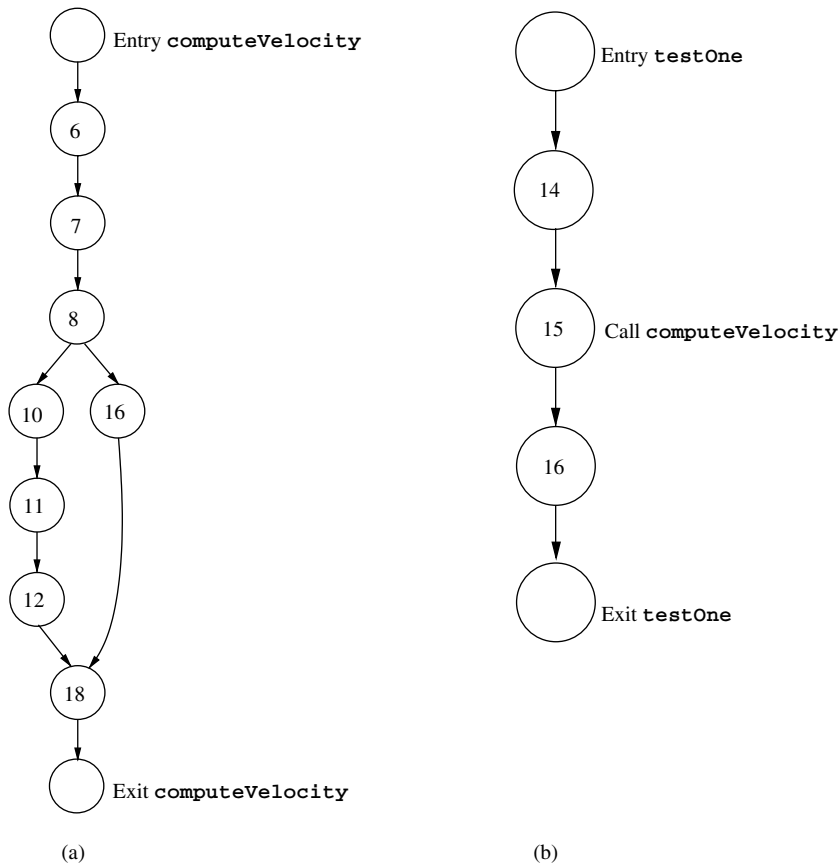 Entry computeVelocity
6
7
8
10
16
11
12
18
Exit computeVelocity
(a)
Entry testOne
14
15
Call computeVelocity
16
Exit testOne
(b)